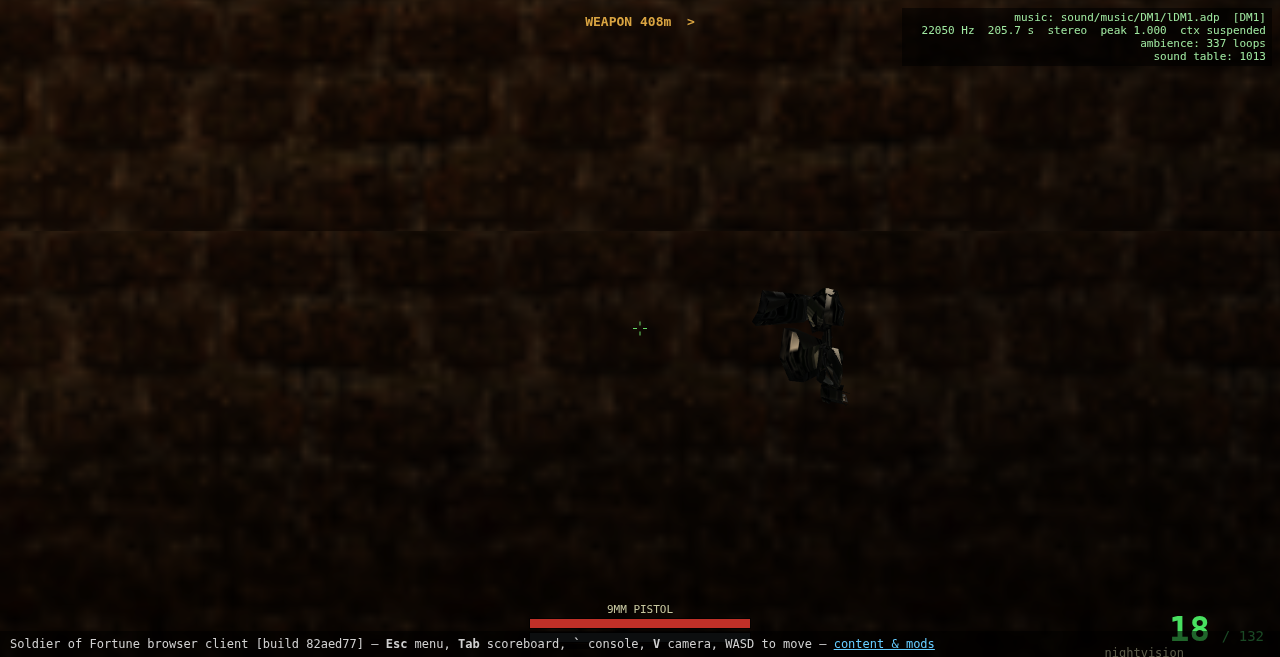 WEAPON 408m >
music: sound/music/DM1/lDM1.adp [DM1]
22050 Hz 205.7 s stereo peak 1.000 ctx suspended
ambience: 337 loops
sound table: 1013
9MM PISTOL
18 / 132
Soldier of Fortune browser client [build 82aed77] — Esc menu, Tab scoreboard, ` console, V camera, WASD to move — content & mods
nightvision